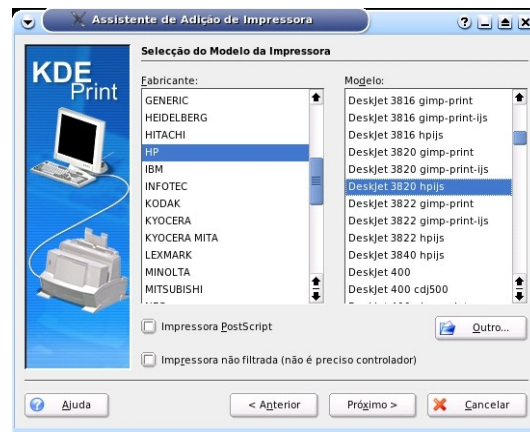 Assistente de Adição de Impressora
KDE
Print
Selecção do Modelo da Impressora
Fabricante:
GENERIC
HEIDELBERG
HITACHI
HP
IBM
INFOTEC
KODAK
KYOCERA
KYOCERA MITA
LEXMARK
MINOLTA
MITSUBISHI
Modelo:
DeskJet 3816 gimp-print
DeskJet 3816 gimp-print-ijs
DeskJet 3816 hpijs
DeskJet 3820 gimp-print
DeskJet 3820 gimp-print-ijs
DeskJet 3820 hpijs
DeskJet 3822 gimp-print
DeskJet 3822 gimp-print-ijs
DeskJet 3822 hpijs
DeskJet 3840 hpijs
DeskJet 400
DeskJet 400 cdj500
Impressora PostScript
Outro...
Impressora não filtrada (não é preciso controlador)
Ajuda
< Anterior
Próximo >
Cancelar